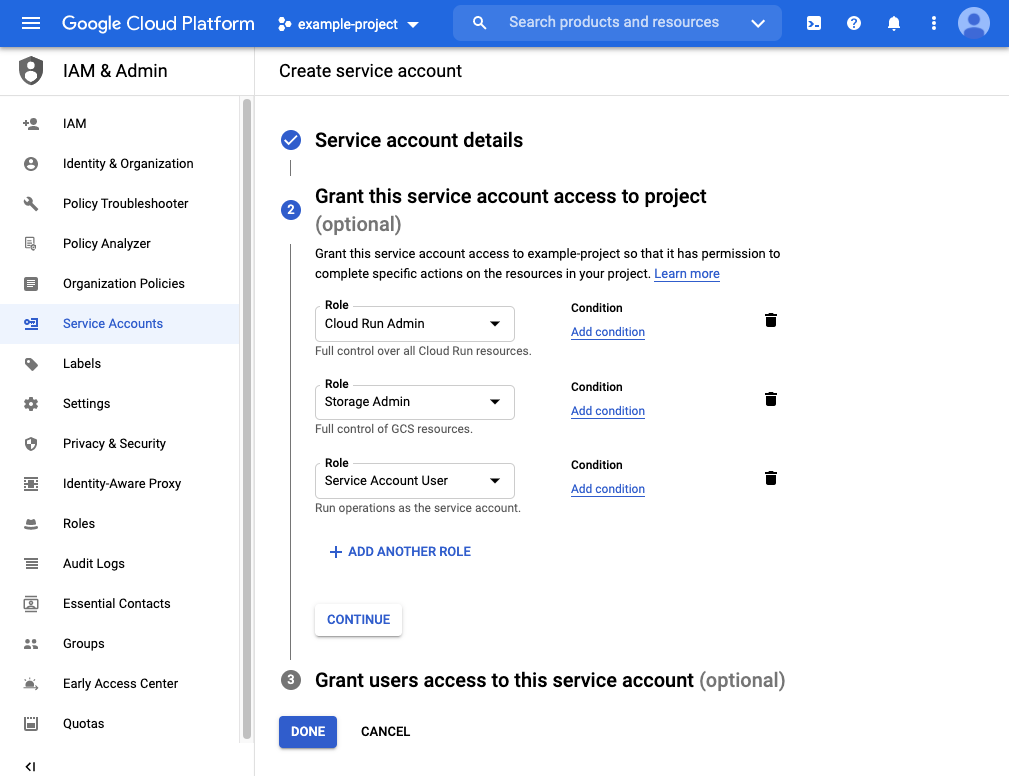 Google Cloud Platform
example-project
Search products and resources
IAM & Admin
Create service account
IAM
Identity & Organization
Policy Troubleshooter
Policy Analyzer
Organization Policies
Service Accounts
Labels
Settings
Privacy & Security
Identity-Aware Proxy
Roles
Audit Logs
Essential Contacts
Groups
Early Access Center
Quotas
Service account details
2
Grant this service account access to project
(optional)
Grant this service account access to example-project so that it has permission to
complete specific actions on the resources in your project. Learn more
Role
Cloud Run Admin
Full control over all Cloud Run resources.
Condition
Add condition
Role
Storage Admin
Full control of GCS resources.
Condition
Add condition
Role
Service Account User
Run operations as the service account.
Condition
Add condition
ADD ANOTHER ROLE
CONTINUE
3
Grant users access to this service account (optional)
DONE
CANCEL